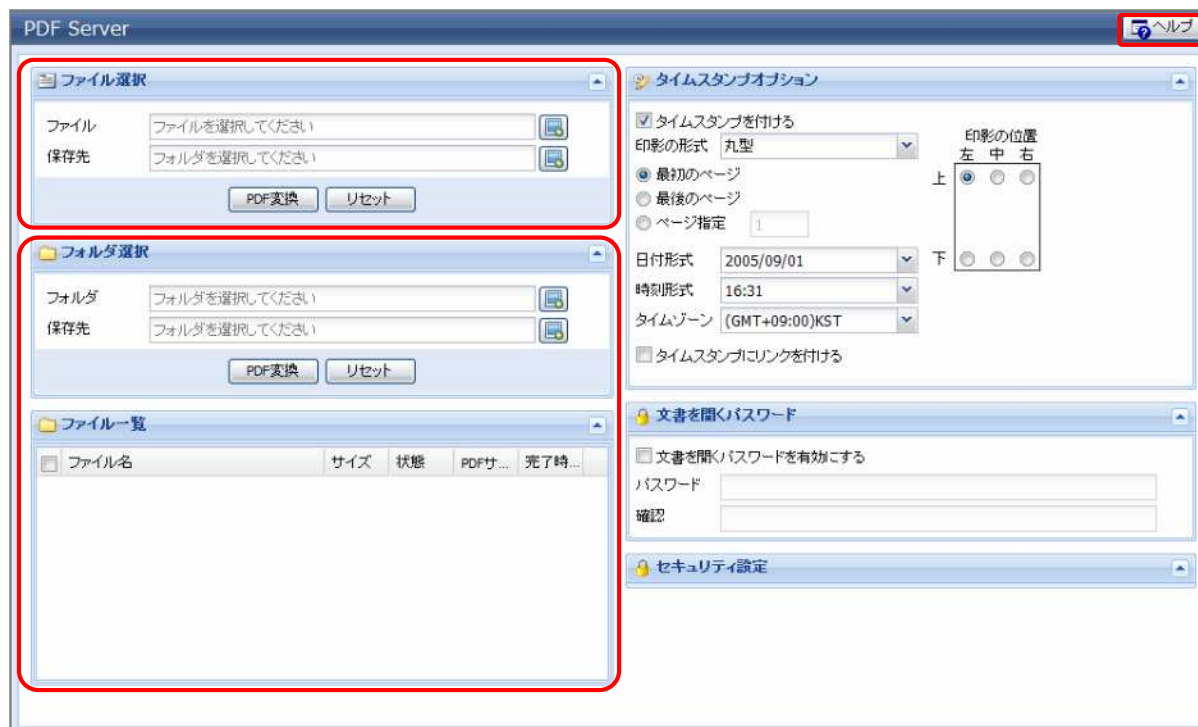 PDF Server
ヘルプ
ファイル選択
ファイル ファイルを選択してください
保存先 フォルダを選択してください
PDF変換 リセット
フォルダ選択
フォルダ フォルダを選択してください
保存先 フォルダを選択してください
PDF変換 リセット
ファイル一覧
ファイル名 サイズ 状態 PDFサ... 完了時...
タイムスタンプオプション
タイムスタンプを付ける
印影の形式 丸型
最初のページ
最後のページ
ページ指定 1
印影の位置
左 中 右
上
下
日付形式 2005/09/01
時刻形式 16:31
タイムゾーン (GMT+09:00)KST
タイムスタンプにリンクを付ける
文書を開くパスワード
文書を開くパスワードを有効にする
パスワード
確認
セキュリティ設定